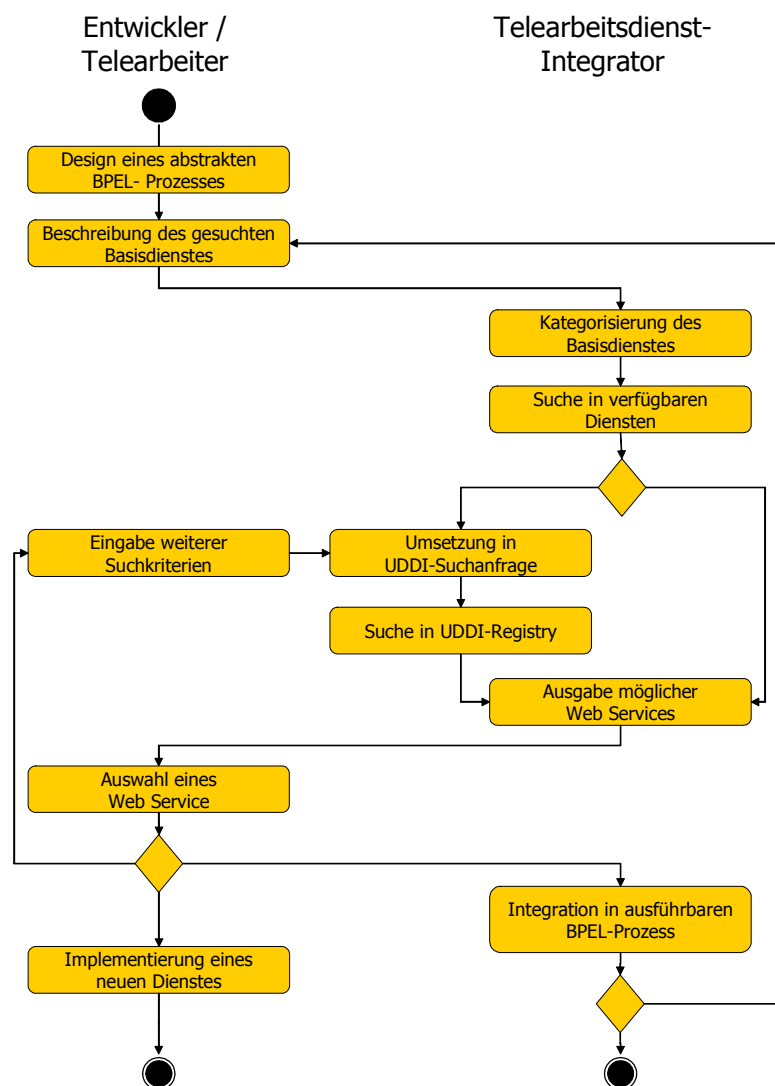 Entwickler /
Telearbeiter
Telearbeitsdienst-
Integrator
Design eines abstrakten
BPEL- Prozesses
Beschreibung des gesuchten
Basisdienstes
Kategorisierung des
Basisdienstes
Suche in verfügbaren
Diensten
Eingabe weiterer
Suchkriterien
Umsetzung in
UDDI-Suchanfrage
Suche in UDDI-Registry
Ausgabe möglicher
Web Services
Auswahl eines
Web Service
Integration in ausführbaren
BPEL-Prozess
Implementierung eines
neuen Dienstes